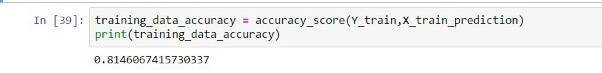 In [39]: training_data_accuracy = accuracy_score(Y_train,X_train_prediction)
print(training_data_accuracy)
0.8146067415730337